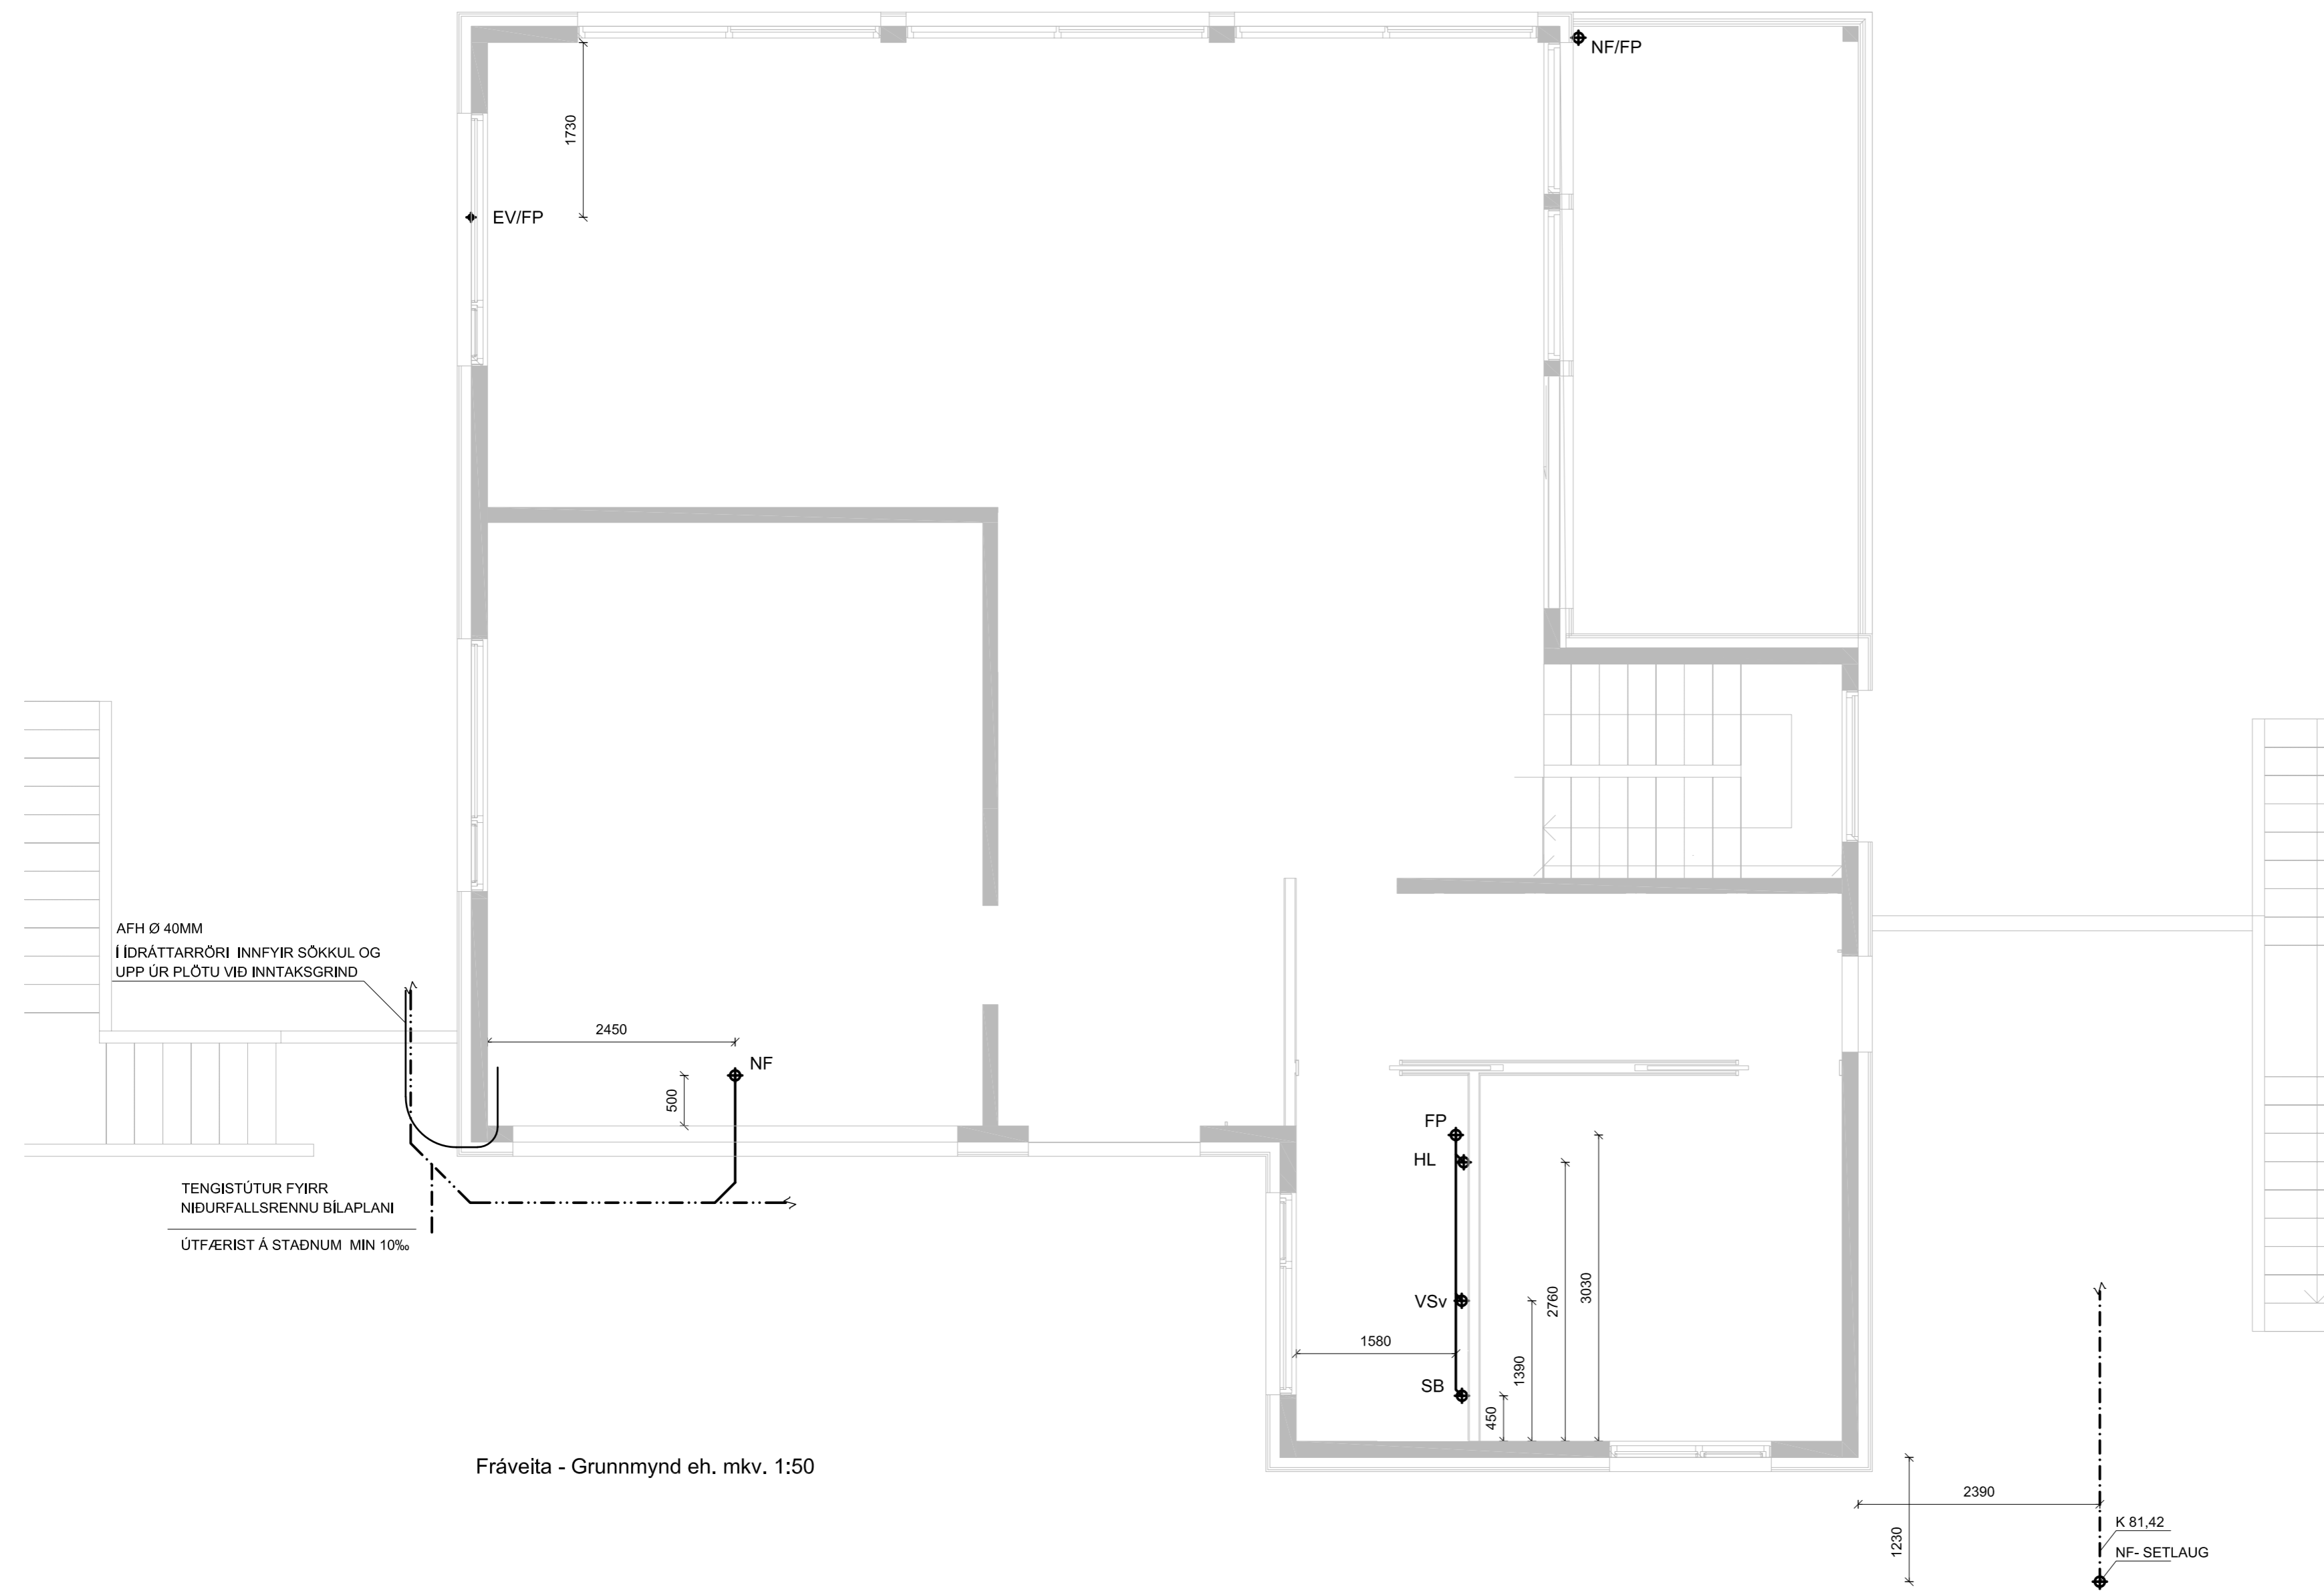 NF/FP
1730
EV/FP
AFH Ø 40MM
Í ÍDRÁTTARRÖRI INNFYIR SÖKKUL OG
UPP ÚR PLÖTU VIÐ INNTAKSGRIND
2450
NF
500
FP
HL
TENGISTÚTUR FYIRR
NIÐURFALLSRENNU BÍLAPLANI
ÚTFÆRIST Á STAÐNUM MIN 10‰
VSv
1580
SB
450
1390
2760
3030
Fráveita - Grunnmynd eh. mkv. 1:50
2390
1230
K 81,42
NF- SETLAUG